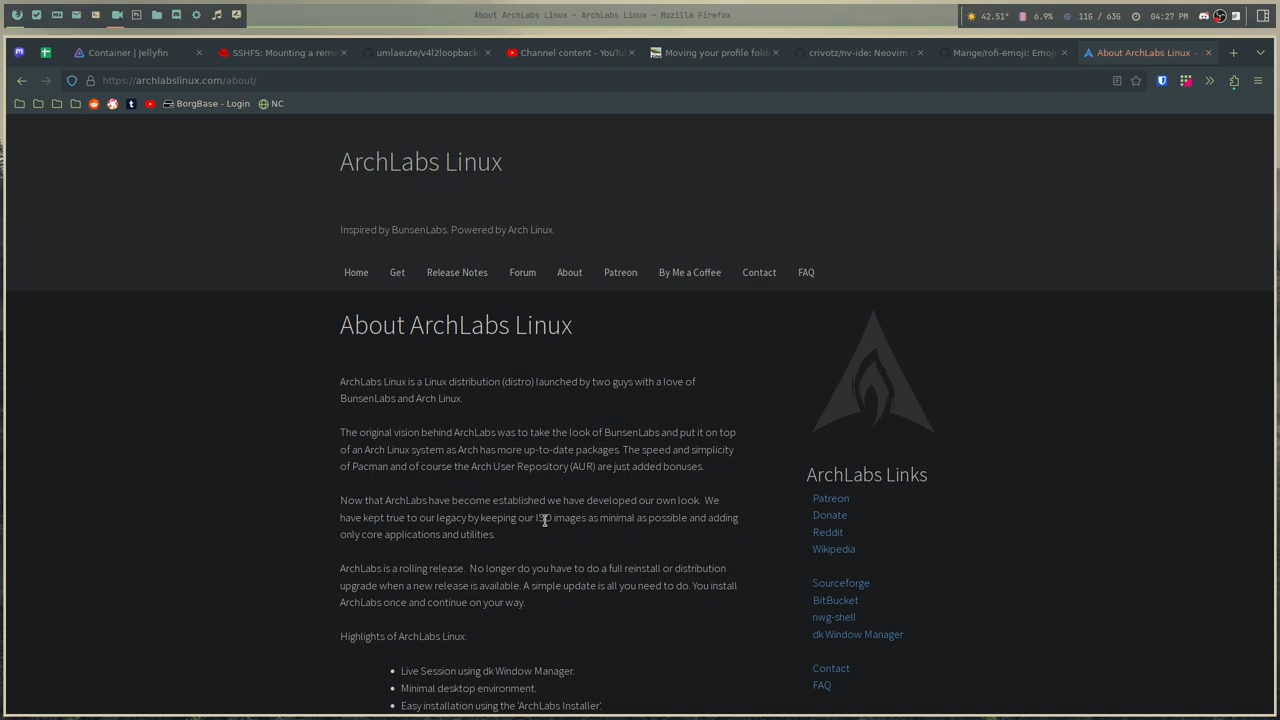 About ArchLabs Linux - ArchLabs Linux - Mozilla Firefox
42.51° 6.9% 11G / 63G 04:27 PM
Container | Jellyfin
SSHFS: Mounting a rem
umlaeute/v4l2loopback
Channel content - YouTu
Moving your profile fold
crivotz/nv-ide: Neovim c
Mange/rofi-emoji: Emoj
About ArchLabs Linux –
https://archlabslinux.com/about/
BorgBase - Login
NC
ArchLabs Linux
Inspired by BunsenLabs. Powered by Arch Linux.
Home Get Release Notes Forum About Patreon By Me a Coffee Contact FAQ
About ArchLabs Linux
ArchLabs Linux is a Linux distribution (distro) launched by two guys with a love of
BunsenLabs and Arch Linux.
The original vision behind ArchLabs was to take the look of BunsenLabs and put it on top
of an Arch Linux system as Arch has more up-to-date packages. The speed and simplicity
of Pacman and of course the Arch User Repository (AUR) are just added bonuses.
Now that ArchLabs have become established we have developed our own look. We
have kept true to our legacy by keeping our ISO images as minimal as possible and adding
only core applications and utilities.
ArchLabs is a rolling release. No longer do you have to do a full reinstall or distribution
upgrade when a new release is available. A simple update is all you need to do. You install
ArchLabs once and continue on your way.
Highlights of ArchLabs Linux:
Live Session using dk Window Manager.
Minimal desktop environment.
Easy installation using the 'ArchLabs Installer'.
ArchLabs Links
Patreon
Donate
Reddit
Wikipedia
Sourceforge
BitBucket
nwg-shell
dk Window Manager
Contact
FAQ